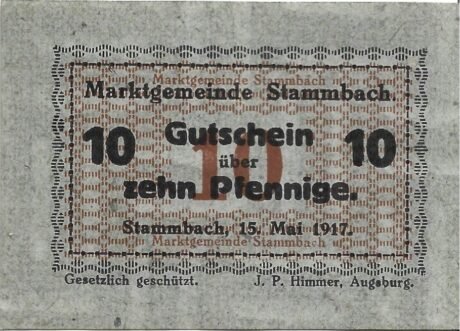 Marktgemeinde Stammbach
Marktgemeinde Stammbach
10 Gutschein 10
über
10
zehn Pfennige.
Stammbach, 15. Mai 1917.
Marktgemeinde Stammbach
Gesetzlich geschützt. J. P. Himmer, Augsburg.